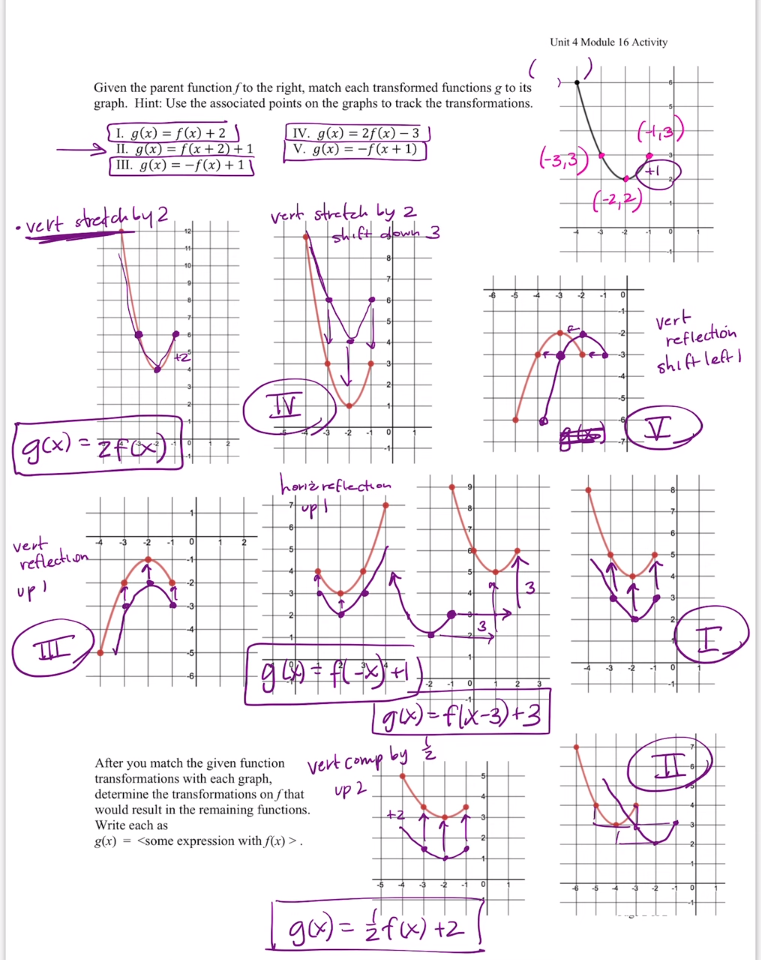 Unit 4 Module 16 Activity
Given the parent function f to the right, match each transformed functions g to its
graph. Hint: Use the associated points on the graphs to track the transformations.
( )
I. g(x) = f(x) + 2
II. g(x) = f(x + 2) + 1
III. g(x) = −f(x) + 1
IV. g(x) = 2f(x) − 3
V. g(x) = −f(x + 1)
(-1,3)
(-3,3)
+1
(-2,2)
• vert stretch by 2
+2
g(x) = 2f(x)
vert stretch by 2
shift down 3
IV
vert
reflection
shift left 1
V
vert
reflection
up 1
III
horiz reflection
up 1
g(x) = f(-x) +1
3
3
g(x) = f(x-3)+3
I
After you match the given function
transformations with each graph,
determine the transformations on f that
would result in the remaining functions.
Write each as
g(x) = <some expression with f(x) > .
vert comp by 1/2
up 2
+2
g(x) = 1/2 f(x) +2
II